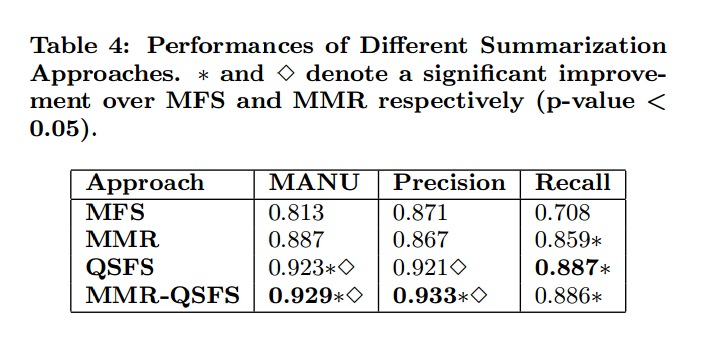 Table 4: Performances of Different Summarization
Approaches. ∗ and ◇ denote a significant improve-
ment over MFS and MMR respectively (p-value <
0.05).
Approach MANU Precision Recall
MFS 0.813 0.871 0.708
MMR 0.887 0.867 0.859∗
QSFS 0.923∗◇ 0.921◇ 0.887∗
MMR-QSFS 0.929∗◇ 0.933∗◇ 0.886∗